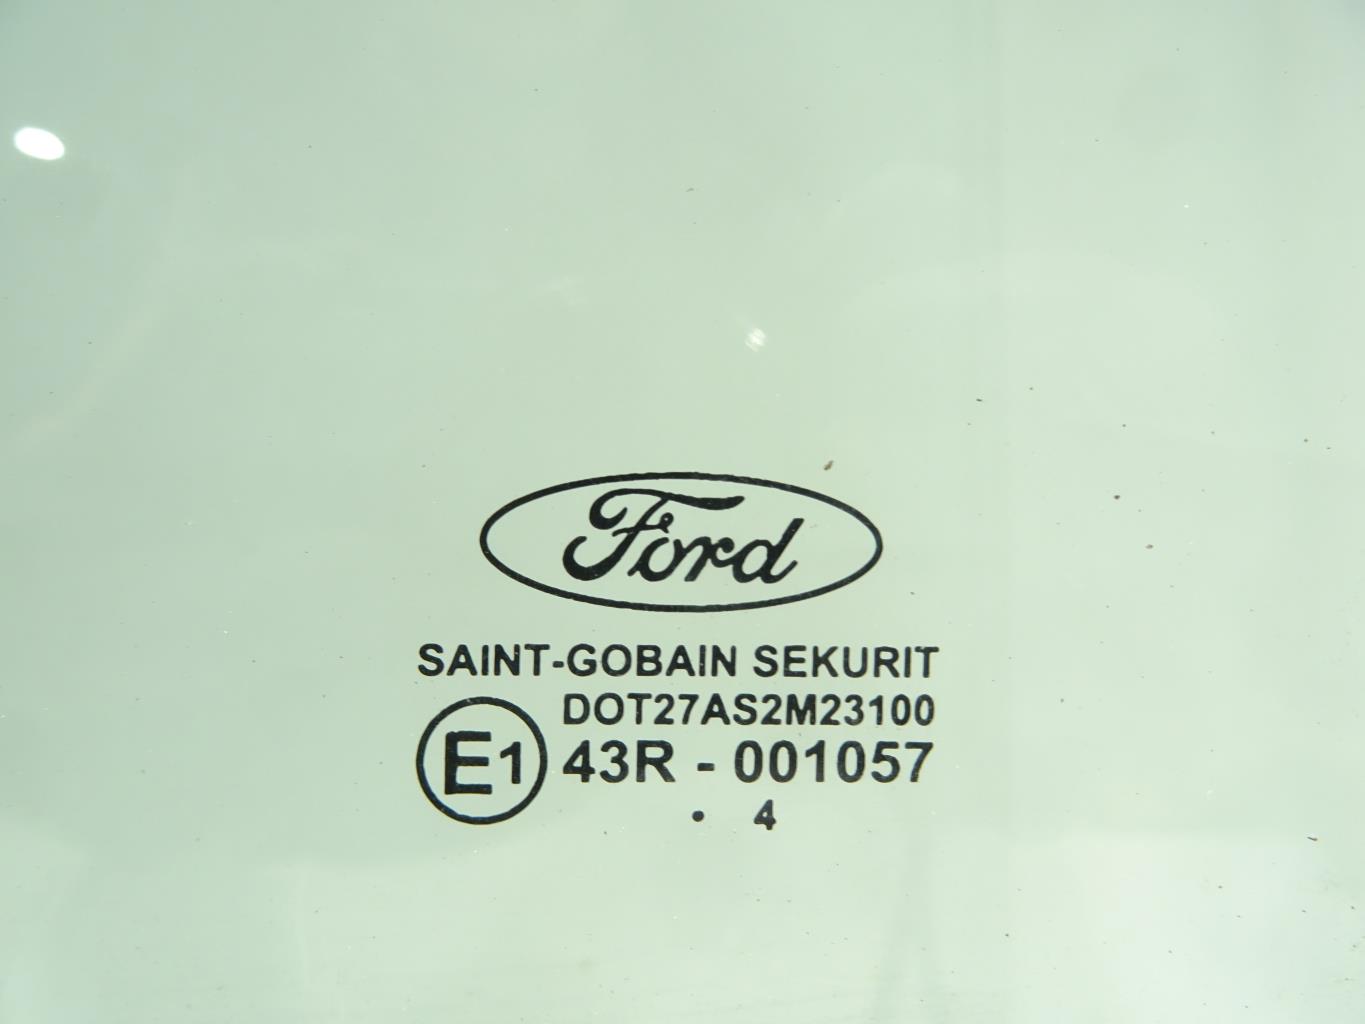 Ford
SAINT-GOBAIN SEKURIT
DOT27AS2M23100
E1 43R - 001057
. 4